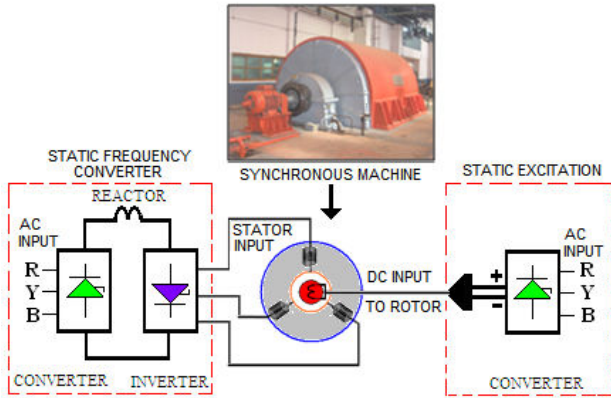 SYNCHRONOUS MACHINE
STATIC FREQUENCY
CONVERTER
REACTOR
AC
INPUT
R
Y
B
CONVERTER
INVERTER
STATOR
INPUT
DC INPUT
TO ROTOR
STATIC EXCITATION
+
-
AC
INPUT
R
Y
B
CONVERTER